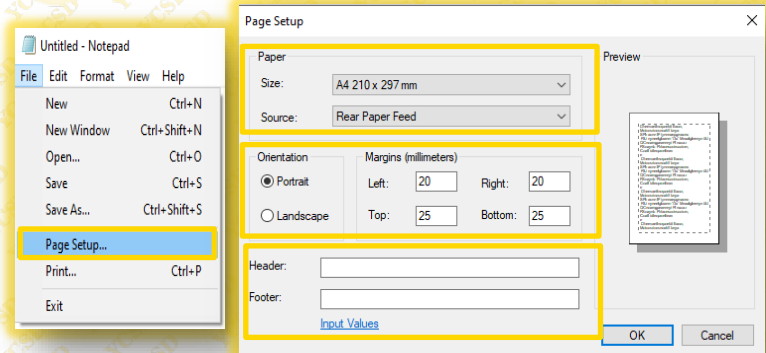 Untitled - Notepad
File Edit Format View Help
New Ctrl+N
New Window Ctrl+Shift+N
Open... Ctrl+O
Save Ctrl+S
Save As... Ctrl+Shift+S
Page Setup...
Print... Ctrl+P
Exit
Page Setup
Paper
Size: A4 210 x 297 mm
Source: Rear Paper Feed
Orientation
Portrait
Landscape
Margins (millimeters)
Left: 20 Right: 20
Top: 25 Bottom: 25
Header:
Footer:
Input Values
Preview
OK Cancel
YCSD